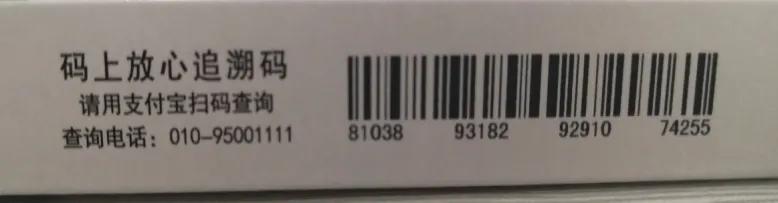 码上放心追溯码
请用支付宝扫码查询
查询电话：010-95001111
81038 93182 92910 74255